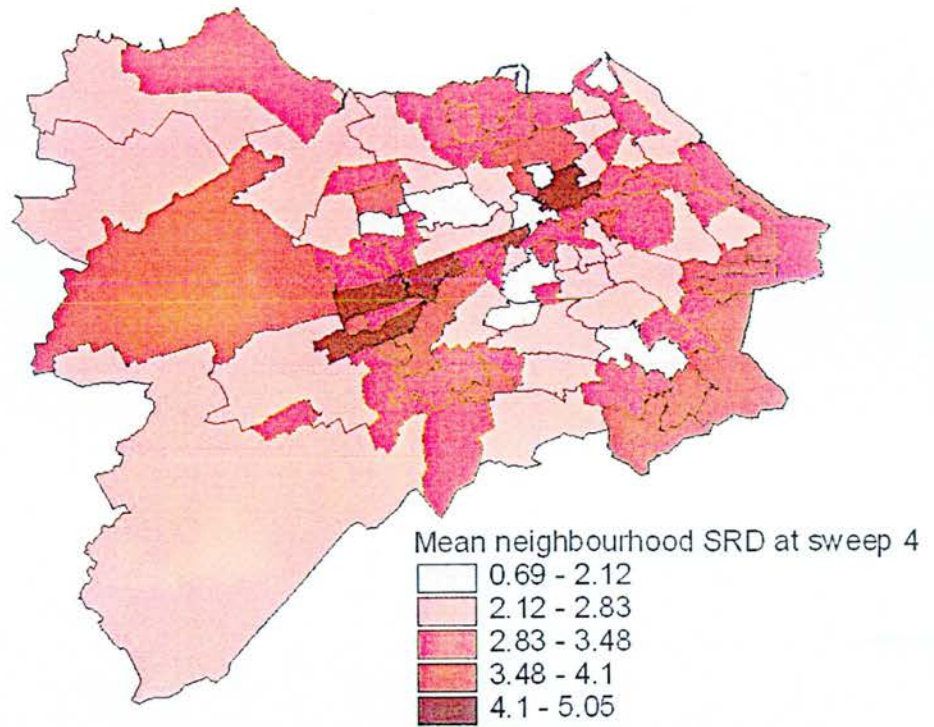 Mean neighbourhood SRD at sweep 4
0.69 - 2.12
2.12 - 2.83
2.83 - 3.48
3.48 - 4.1
4.1 - 5.05